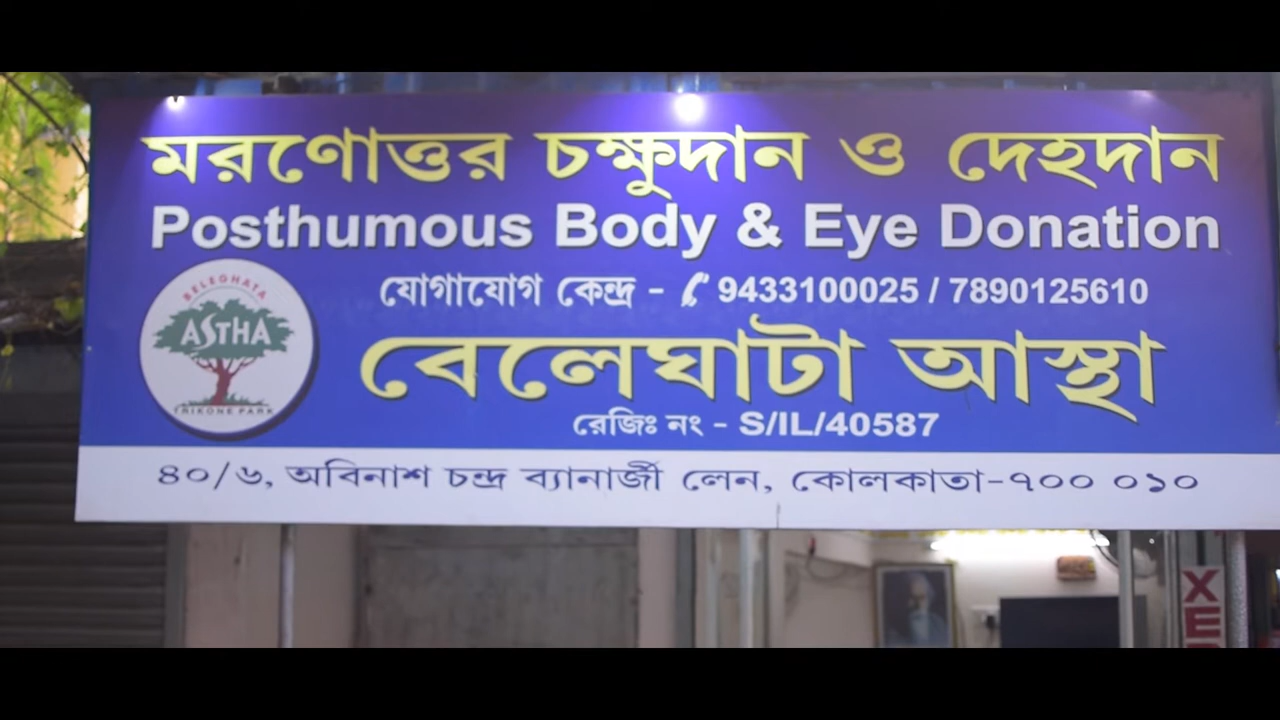 মরণোত্তর চক্ষুদান ও দেহদান
Posthumous Body & Eye Donation
যোগাযোগ কেন্দ্র - 9433100025 / 7890125610
BELEGHATA
ASTHA
TRIKONE PARK
বেলেঘাটা আস্থা
রেজিঃ নং - S/IL/40587
৪০/৬, অবিনাশ চন্দ্র ব্যানার্জী লেন, কোলকাতা-৭০০ ০১০